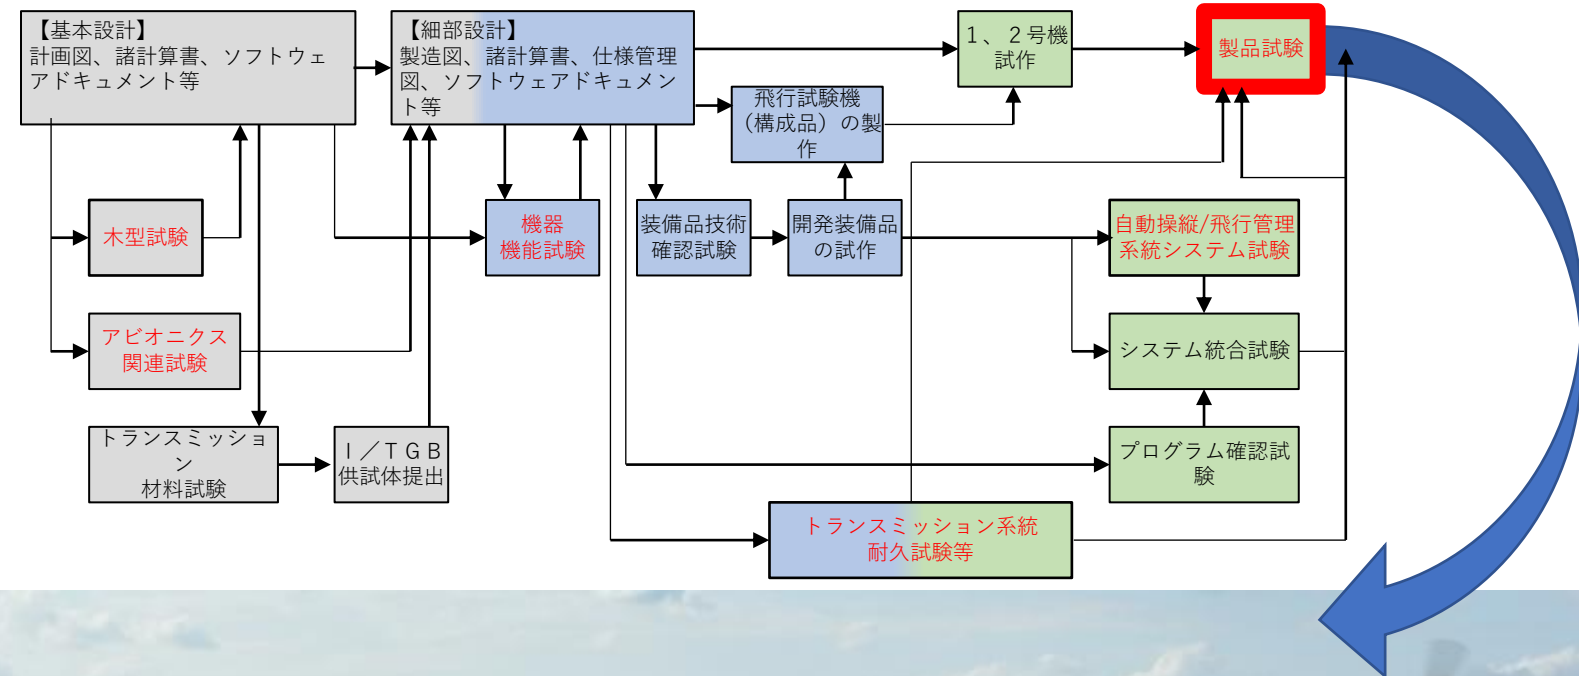 【基本設計】
計画図、諸計算書、ソフトウェ
アドキュメント等
【細部設計】
製造図、諸計算書、仕様管理
図、ソフトウェアドキュメン
ト等
１、２号機
試作
製品試験
飛行試験機
（構成品）の製
作
木型試験
機器
機能試験
装備品技術
確認試験
開発装備品
の試作
自動操縦/飛行管理
系統システム試験
アビオニクス
関連試験
システム統合試験
トランスミッショ
ン
材料試験
Ｉ／ＴＧＢ
供試体提出
プログラム確認試
験
トランスミッション系統
耐久試験等